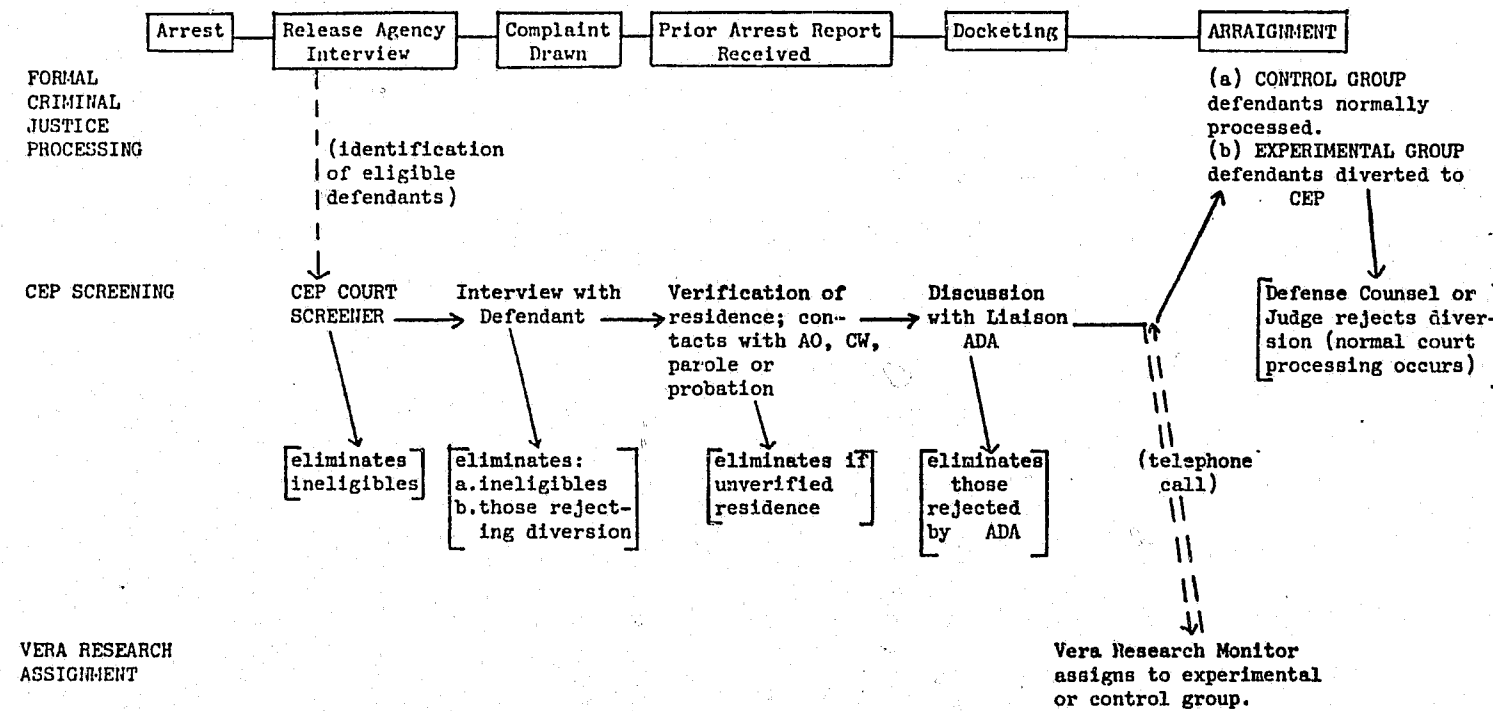 Arrest
Release Agency
Interview
Complaint
Drawn
Prior Arrest Report
Received
Docketing
ARRAIGNMENT
FORMAL
CRIMINAL
JUSTICE
PROCESSING
(identification
of eligible
defendants)
(a) CONTROL GROUP
defendants normally
processed.
(b) EXPERIMENTAL GROUP
defendants diverted to
CEP
CEP SCREENING
CEP COURT
SCREENER
Interview with
Defendant
Verification of
residence; con-
tacts with AO, CW,
parole or
probation
Discussion
with Liaison
ADA
Defense Counsel or
Judge rejects diver-
sion (normal court
processing occurs)
eliminates
ineligibles
eliminates:
a.ineligibles
b.those reject-
ing diversion
eliminates if
unverified
residence
eliminates
those
rejected
by ADA
(telephone
call)
VERA RESEARCH
ASSIGNMENT
Vera Research Monitor
assigns to experimental
or control group.